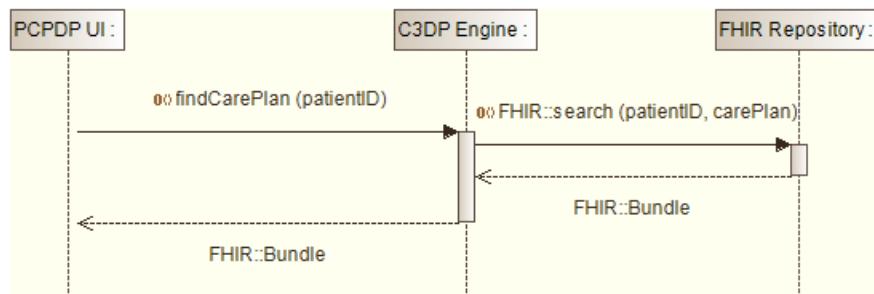 PCPDP UI :
C3DP Engine :
FHIR Repository :
findCarePlan (patientID)
FHIR::search (patientID, carePlan)
FHIR::Bundle
FHIR::Bundle